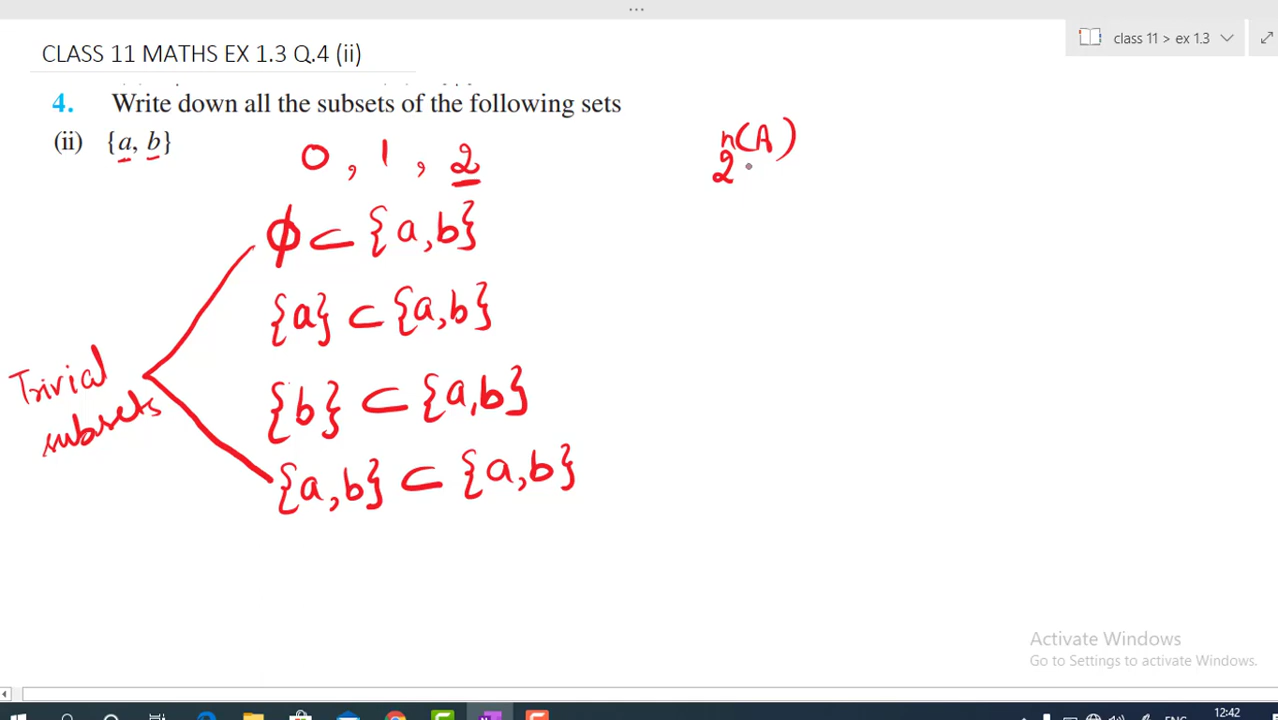 CLASS 11 MATHS EX 1.3 Q.4 (ii)
class 11 > ex 1.3
4. Write down all the subsets of the following sets
(ii) {a, b}
0, 1, 2
2^n(A)
ϕ ⊂ {a,b}
{a} ⊂ {a,b}
{b} ⊂ {a,b}
{a,b} ⊂ {a,b}
Trivial
subsets
Activate Windows
Go to Settings to activate Windows.
ENG
12:42